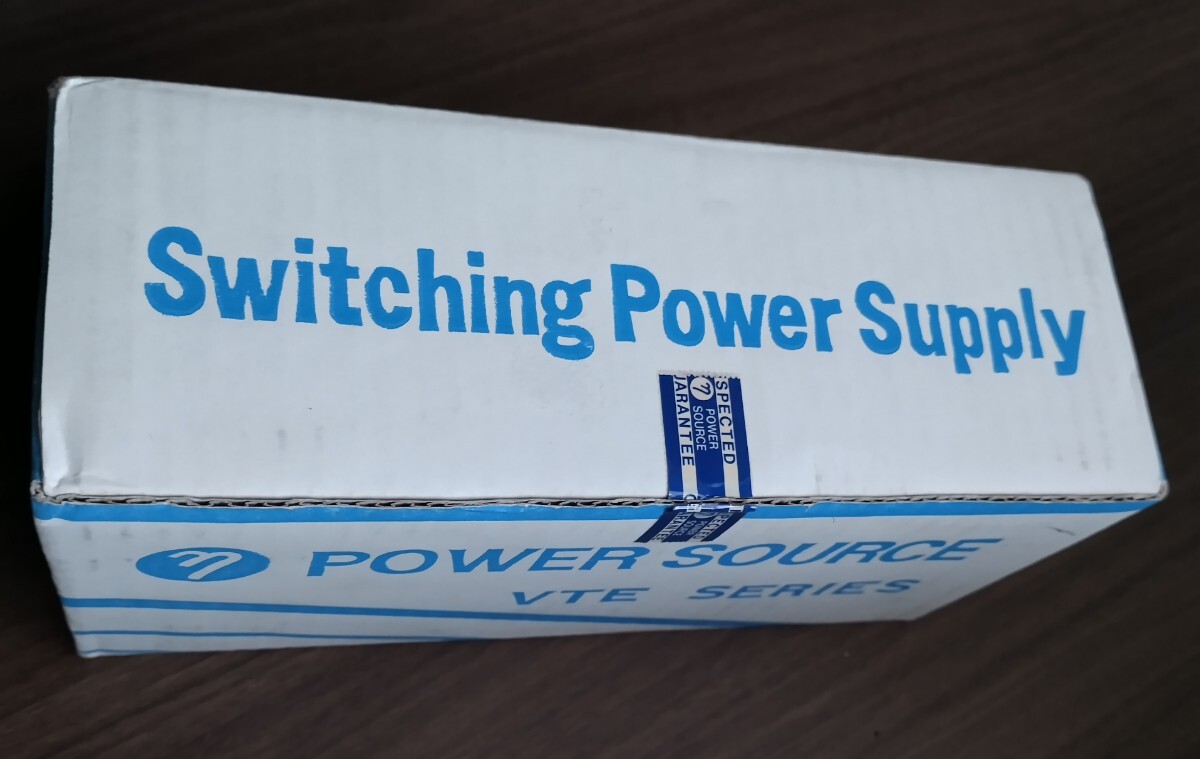 Switching Power Supply
SPECTED
η POWER
SOURCE
ARANTEE
η POWER SOURCE
VTE SERIES